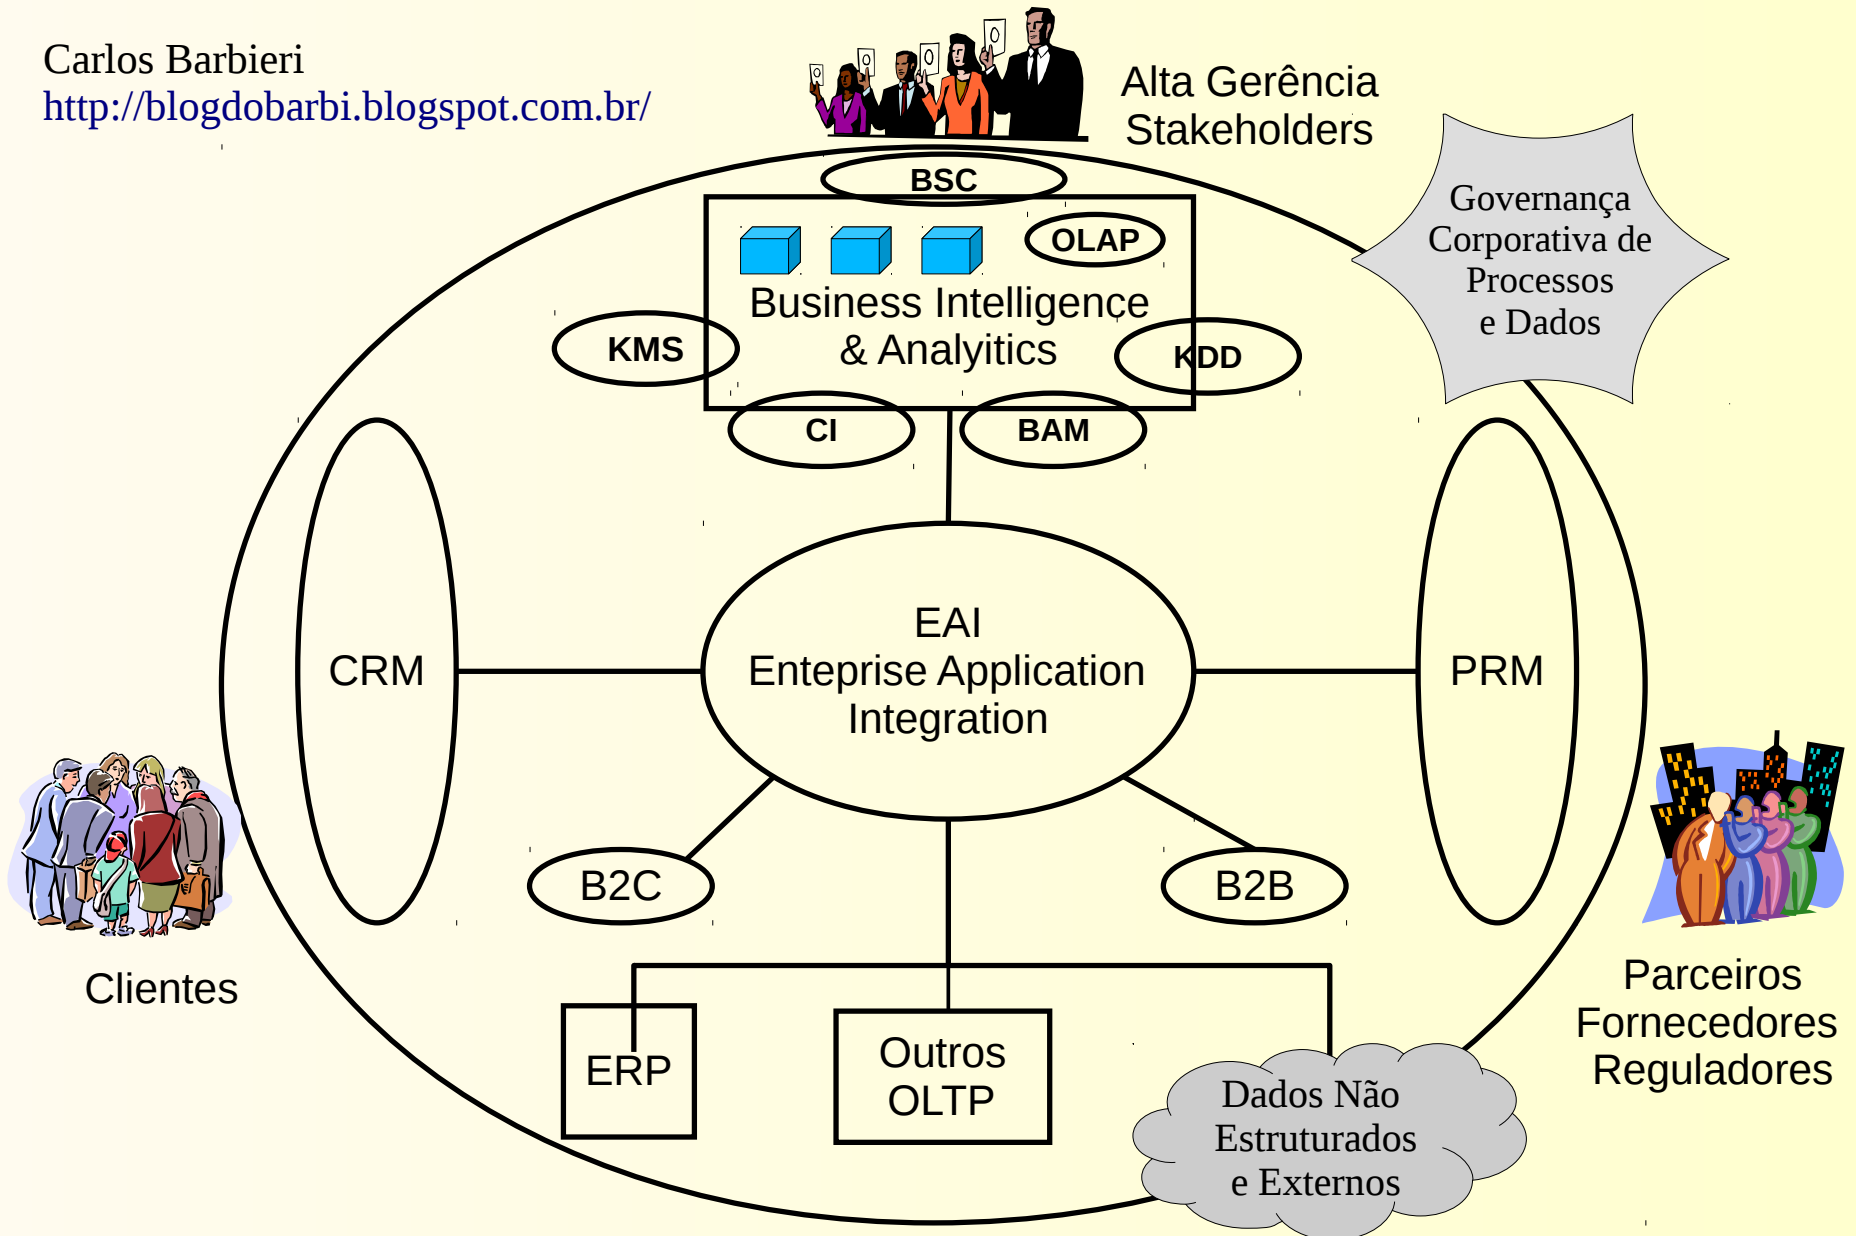 Carlos Barbieri
http://blogdobarbi.blogspot.com.br/
Alta Gerência
Stakeholders
Governança
Corporativa de
Processos
e Dados
BSC
OLAP
Business Intelligence
& Analyitics
KMS
KDD
CI
BAM
CRM
EAI
Enteprise Application
Integration
PRM
B2C
B2B
Clientes
Parceiros
Fornecedores
Reguladores
ERP
Outros
OLTP
Dados Não
Estruturados
e Externos